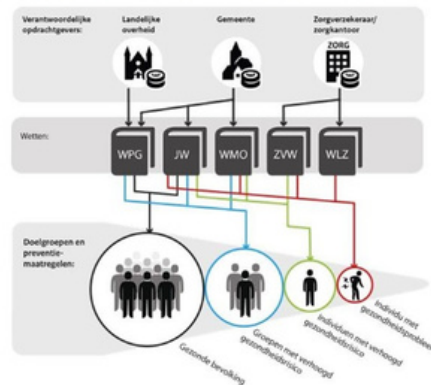 Verantwoordelijke
opdrachtgevers:
Landelijke
overheid
Gemeente
Zorgverzekeraar/
zorgkantoor
ZORG
Wetten:
WPG
JW
WMO
ZVW
WLZ
Doelgroepen en
preventie-
maatregelen:
Gezonde bevolking
Groepen met verhoogd
gezondheidsrisico
Individuen met verhoogd
gezondheidsrisico
Individu met
gezondheidsprobleem